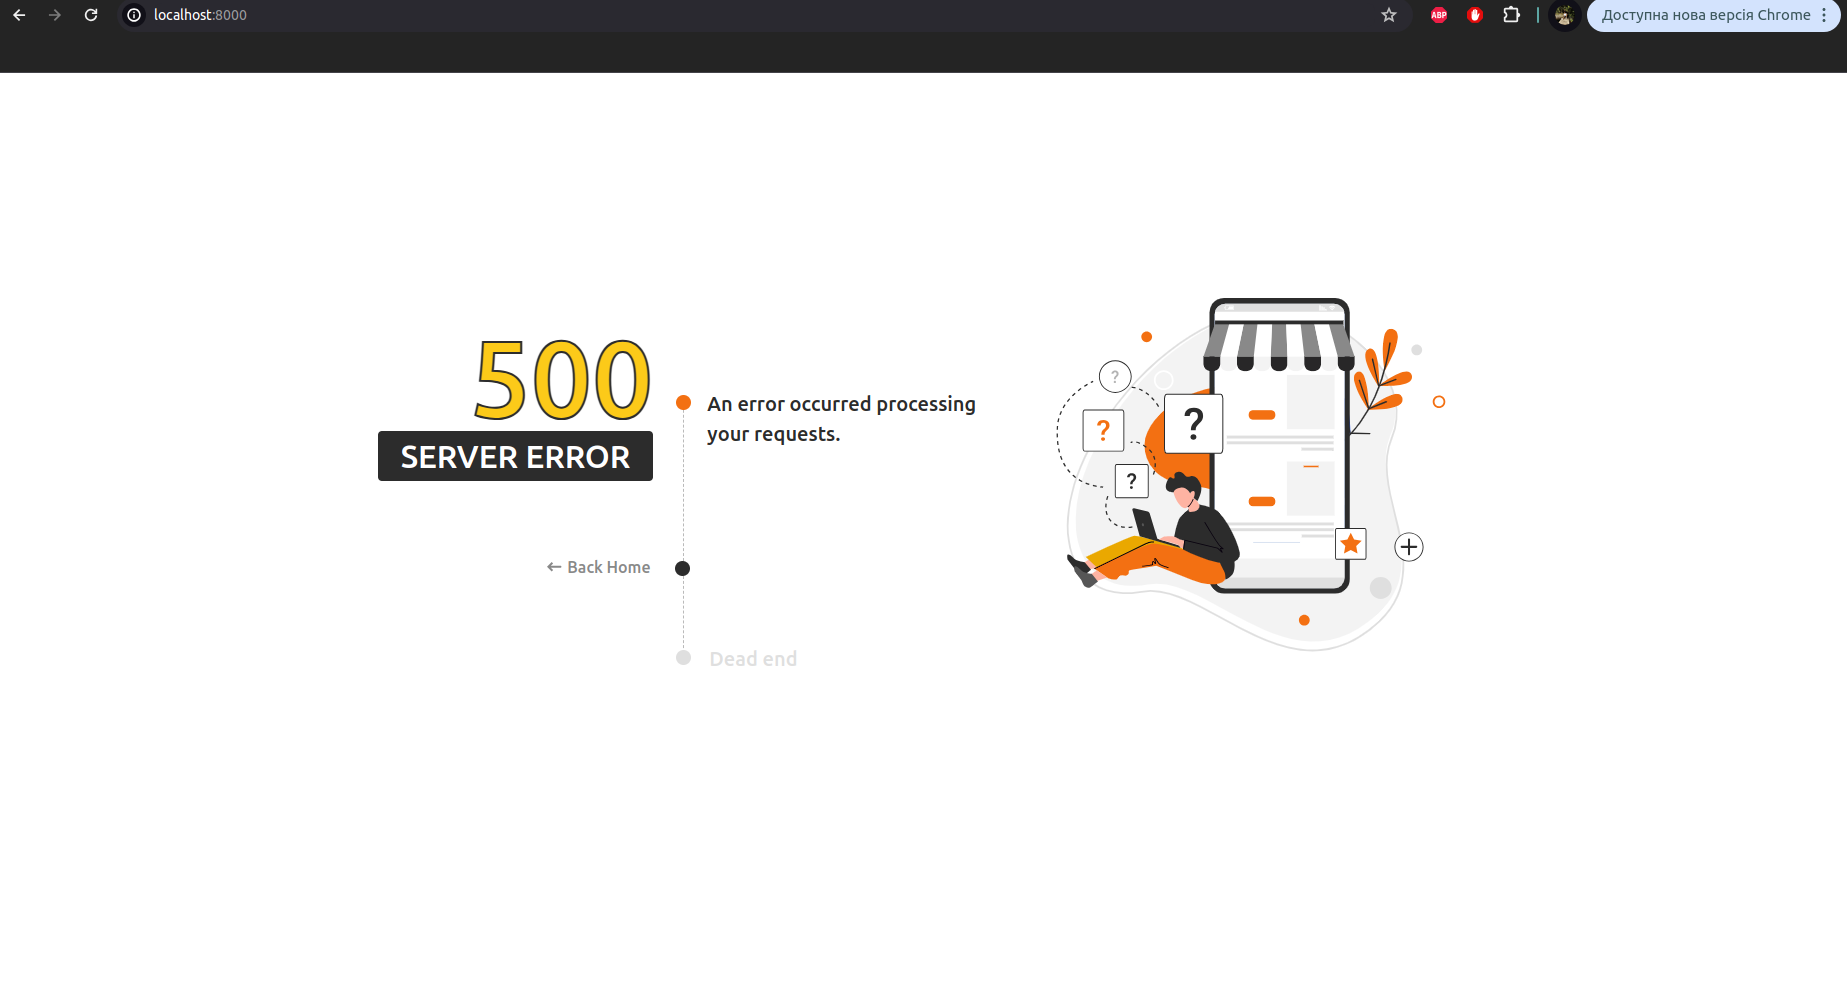 localhost:8000
ABP
Доступна нова версія Chrome
500
SERVER ERROR
An error occurred processing
your requests.
← Back Home
Dead end
?
?
?
?